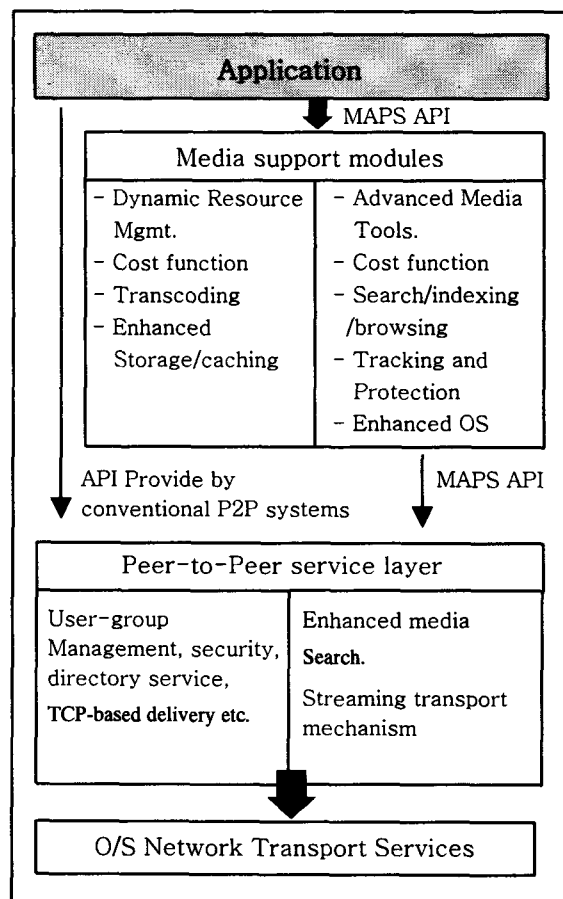 Application
MAPS API
Media support modules
- Dynamic Resource
Mgmt.
- Cost function
- Transcoding
- Enhanced
Storage/caching
- Advanced Media
Tools.
- Cost function
- Search/indexing
/browsing
- Tracking and
Protection
- Enhanced OS
API Provide by
conventional P2P systems
MAPS API
Peer-to-Peer service layer
User-group
Management, security,
directory service,
TCP-based delivery etc.
Enhanced media
Search.
Streaming transport
mechanism
O/S Network Transport Services